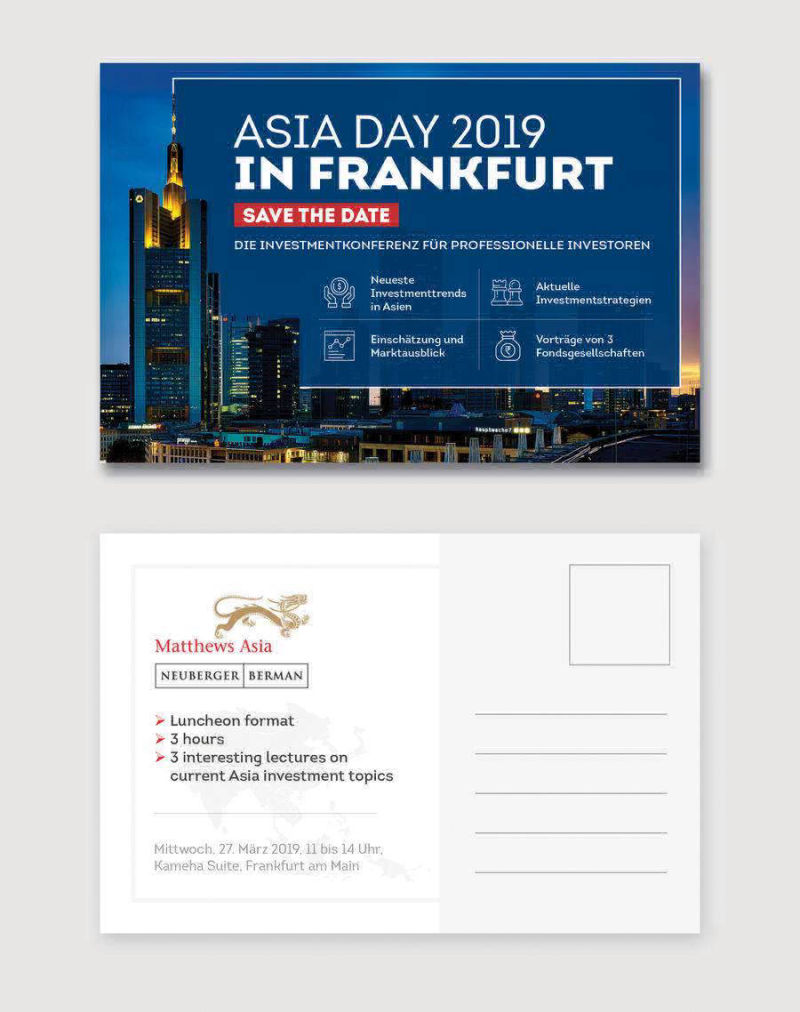 ASIA DAY 2019
IN FRANKFURT
SAVE THE DATE
DIE INVESTMENTKONFERENZ FÜR PROFESSIONELLE INVESTOREN
Neueste
Investmenttrends
in Asien
Aktuelle
Investmentstrategien
Einschätzung und
Marktausblick
Vorträge von 3
Fondsgesellschaften
hauptwache
Matthews Asia
NEUBERGER BERMAN
➢ Luncheon format
➢ 3 hours
➢ 3 interesting lectures on
current Asia investment topics
Mittwoch, 27. März 2019, 11 bis 14 Uhr,
Kameha Suite, Frankfurt am Main